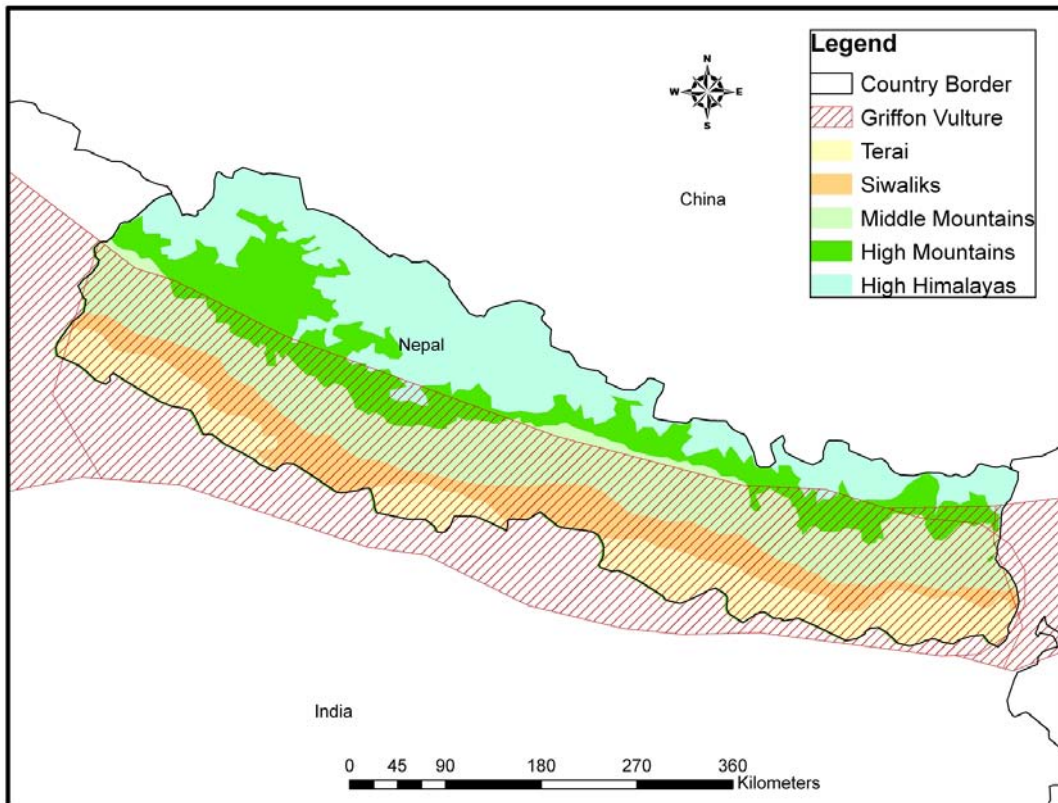 Legend
Country Border
Griffon Vulture
Terai
Siwaliks
Middle Mountains
High Mountains
High Himalayas
N
W E
S
China
Nepal
India
0 45 90 180 270 360
Kilometers